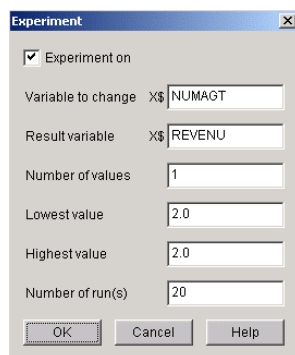 Experiment
Experiment on
Variable to change X$ NUMAGT
Result variable X$ REVENU
Number of values 1
Lowest value 2.0
Highest value 2.0
Number of run(s) 20
OK Cancel Help